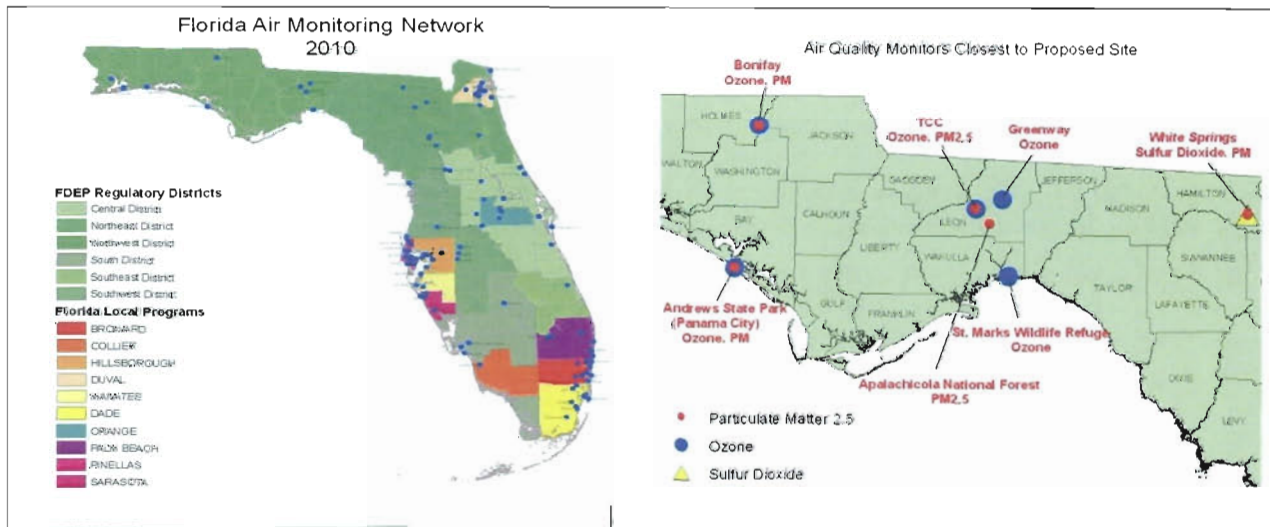 Florida Air Monitoring Network
2010
FDEP Regulatory Districts
Central District
Northeast District
Northwest District
South District
Southeast District
Southwest District
Florida Local Programs
BROWARD
COLLIER
HILLSBOROUGH
DUVAL
MANATEE
DADE
ORANGE
PALM BEACH
PINELLAS
SARASOTA
Air Quality Monitors Closest to Proposed Site
Bonifay
Ozone, PM
TCC
Ozone, PM2.5
Greenway
Ozone
White Springs
Sulfur Dioxide, PM
HOLMES
JACKSON
WALTON
WASHINGTON
GADSDEN
JEFFERSON
HAMILTON
MADISON
BAY
CALHOUN
LEON
LIBERTY
WAKULLA
SUWANNEE
TAYLOR
LAFAYETTE
GULF
FRANKLIN
DIXIE
LEVY
Andrews State Park
(Panama City)
Ozone, PM
St. Marks Wildlife Refuge
Ozone
Apalachicola National Forest
PM2.5
Particulate Matter 2.5
Ozone
Sulfur Dioxide